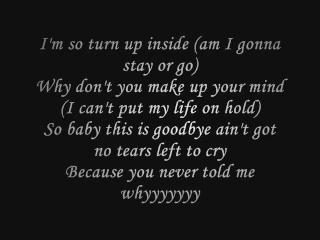 I'm so turn up inside (am I gonna
stay or go)
Why don't you make up your mind
(I can't put my life on hold)
So baby this is goodbye ain't got
no tears left to cry
Because you never told me
whyyyyyyy